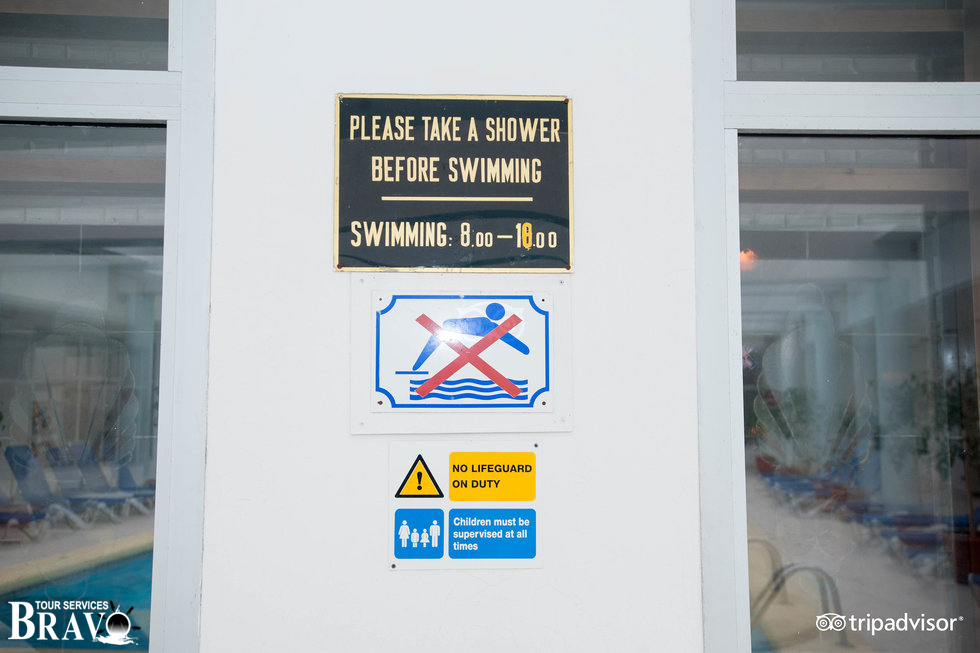 PLEASE TAKE A SHOWER
BEFORE SWIMMING
SWIMMING: 8.00 – 18.00
NO LIFEGUARD
ON DUTY
Children must be
supervised at all
times
TOUR SERVICES
BRAVO
tripadvisor®